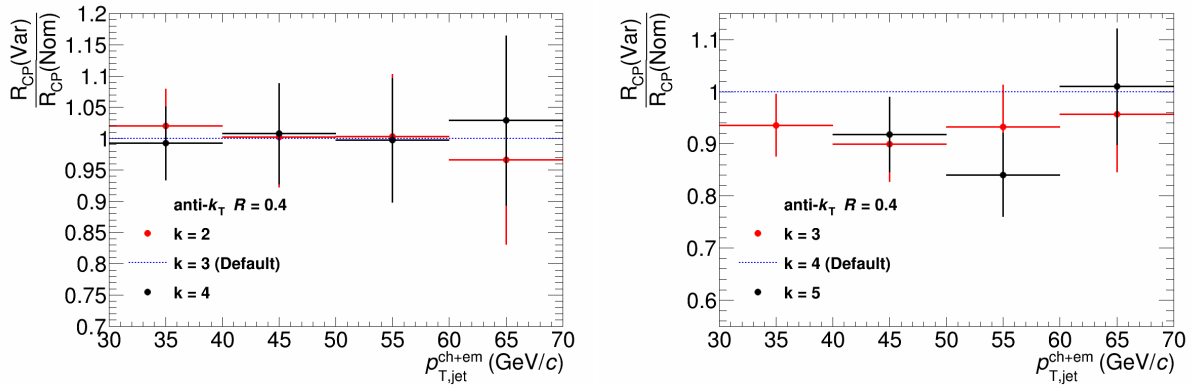 R_CP(Var)
R_CP(Nom)
1.2
1.15
1.1
1.05
1
0.95
0.9
0.85
0.8
0.75
0.7
anti-k_T R = 0.4
k = 2
k = 3 (Default)
k = 4
30 35 40 45 50 55 60 65 70
p_T,jet^ch+em (GeV/c)
R_CP(Var)
R_CP(Nom)
1.1
1
0.9
0.8
0.7
0.6
anti-k_T R = 0.4
k = 3
k = 4 (Default)
k = 5
30 35 40 45 50 55 60 65 70
p_T,jet^ch+em (GeV/c)